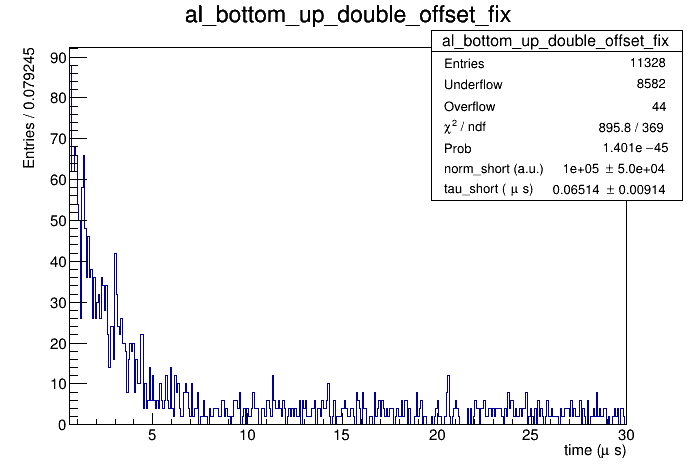 al_bottom_up_double_offset_fix
al_bottom_up_double_offset_fix
Entries 11328
Underflow 8582
Overflow 44
χ² / ndf 895.8 / 369
Prob 1.401e −45
norm_short (a.u.) 1e+05 ± 5.0e+04
tau_short ( μ s) 0.06514 ± 0.00914
Entries / 0.079245
90
80
70
60
50
40
30
20
10
0
5 10 15 20 25 30
time (μ s)